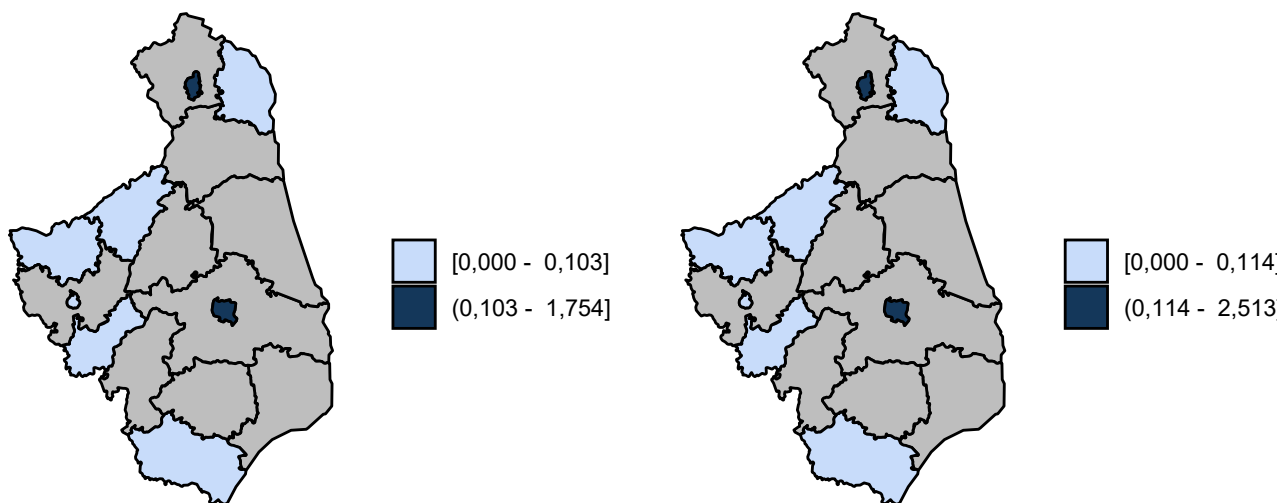 [0,000 - 0,103]
(0,103 - 1,754]
[0,000 - 0,114]
(0,114 - 2,513]